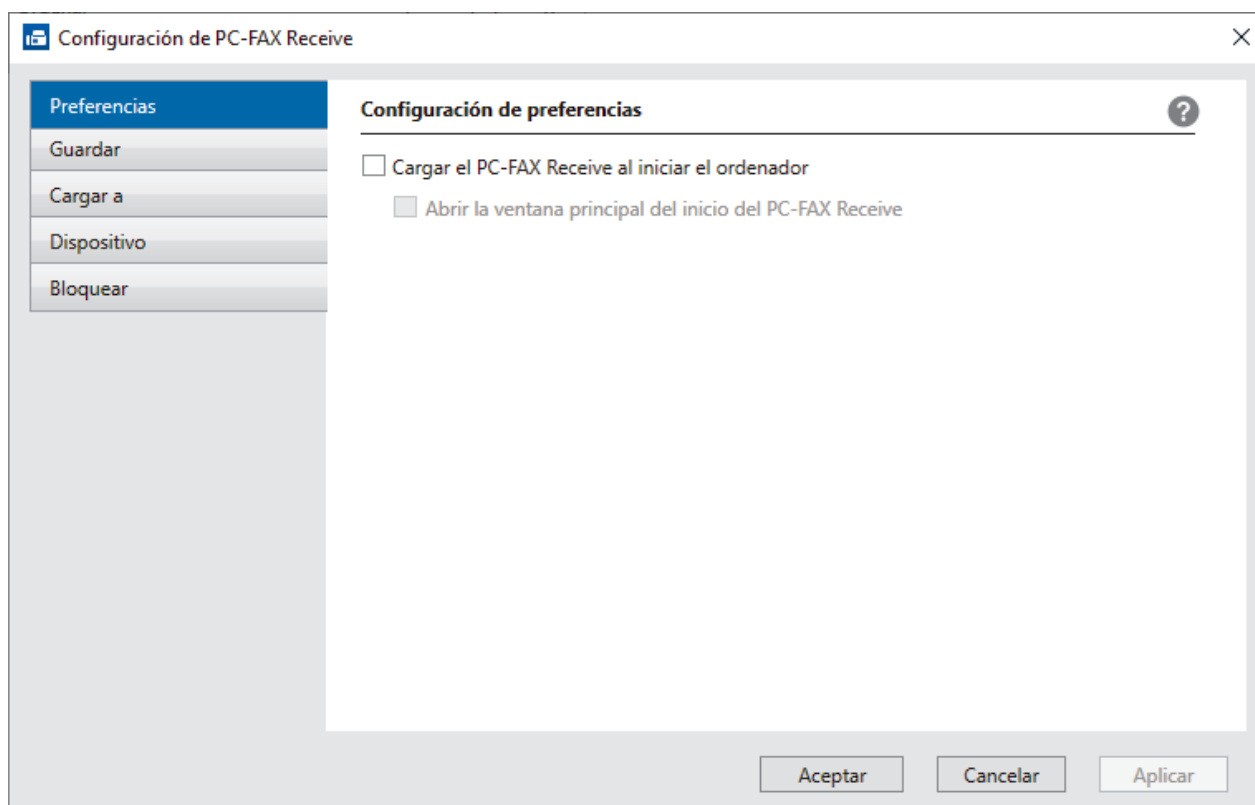 Configuración de PC-FAX Receive
Preferencias
Guardar
Cargar a
Dispositivo
Bloquear
Configuración de preferencias
?
Cargar el PC-FAX Receive al iniciar el ordenador
Abrir la ventana principal del inicio del PC-FAX Receive
Aceptar Cancelar Aplicar